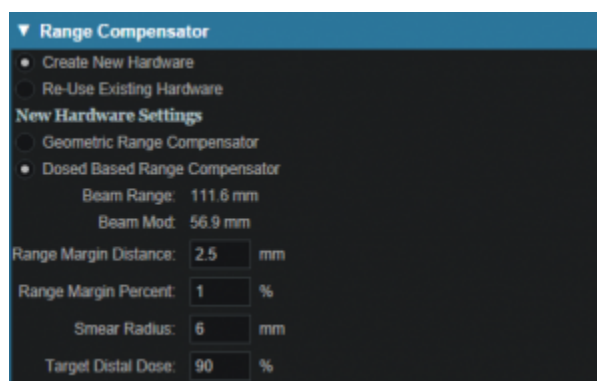 ▼ Range Compensator
Create New Hardware
Re-Use Existing Hardware
New Hardware Settings
Geometric Range Compensator
Dosed Based Range Compensator
Beam Range: 111.6 mm
Beam Mod: 56.9 mm
Range Margin Distance: 2.5 mm
Range Margin Percent: 1 %
Smear Radius: 6 mm
Target Distal Dose: 90 %